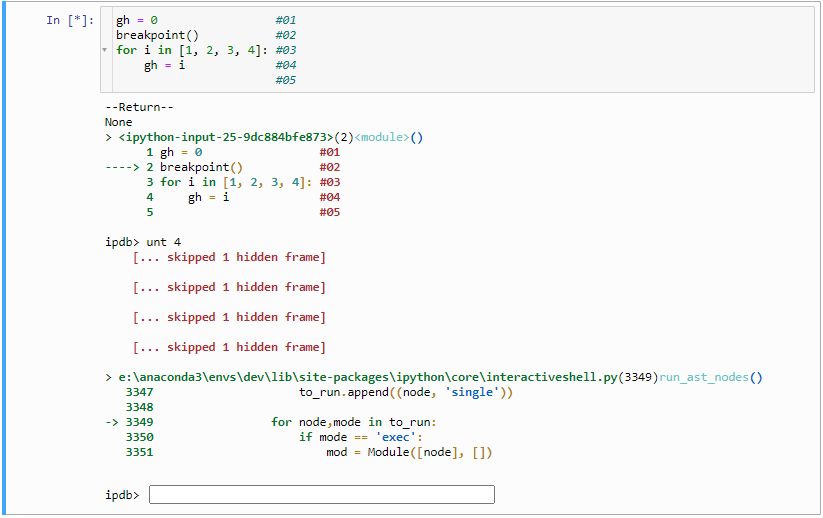 In [*]: gh = 0                 #01
breakpoint()           #02
for i in [1, 2, 3, 4]: #03
    gh = i             #04
                       #05
--Return--
None
> <ipython-input-25-9dc884bfe873>(2)<module>()
      1 gh = 0                 #01
----> 2 breakpoint()           #02
      3 for i in [1, 2, 3, 4]: #03
      4     gh = i             #04
      5                        #05
ipdb> unt 4
    [... skipped 1 hidden frame]
    [... skipped 1 hidden frame]
    [... skipped 1 hidden frame]
    [... skipped 1 hidden frame]
> e:\anaconda3\envs\dev\lib\site-packages\ipython\core\interactiveshell.py(3349)run_ast_nodes()
   3347                     to_run.append((node, 'single'))
   3348
-> 3349                 for node,mode in to_run:
   3350                     if mode == 'exec':
   3351                         mod = Module([node], [])
ipdb>